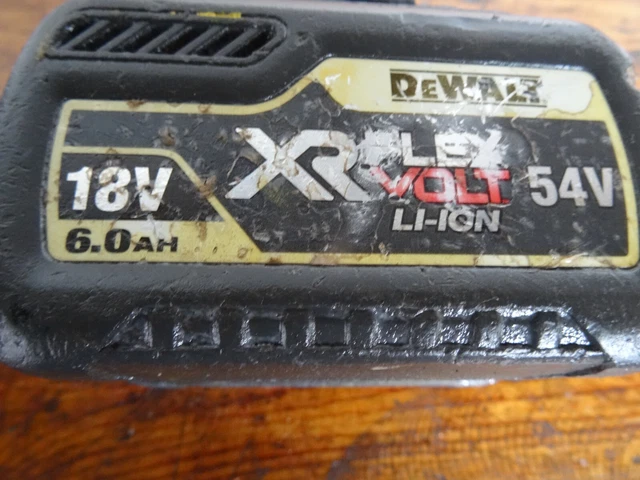 DEWALT
XR FLEX
18V VOLT 54V
6.0AH LI-ION